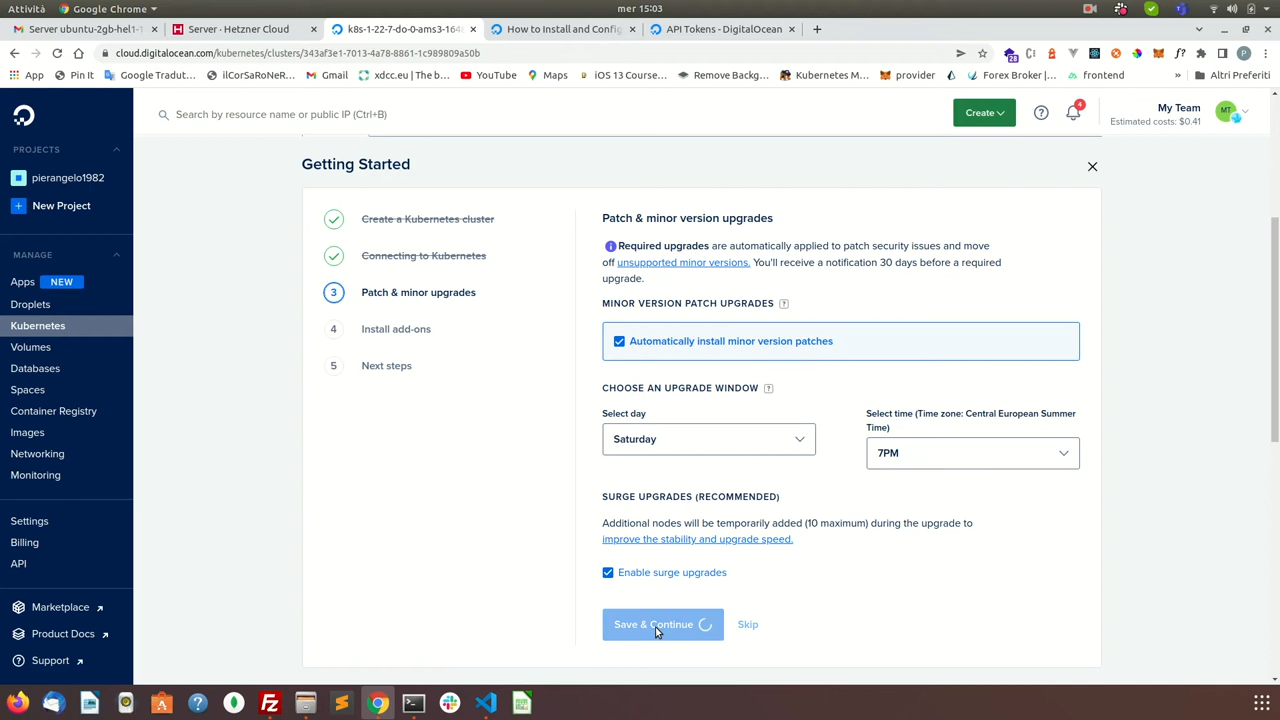 Attività
Google Chrome
mer 15:03
Server ubuntu-2gb-hel1-1
Server · Hetzner Cloud
k8s-1-22-7-do-0-ams3-164
How to Install and Config
API Tokens - DigitalOcean
cloud.digitalocean.com/kubernetes/clusters/343af3e1-7013-4a78-8861-1c989809a50b
App
Pin It
Google Tradut...
ilCorSaRoNeR...
Gmail
xdcc.eu | The b...
YouTube
Maps
iOS 13 Course...
Remove Backg...
Kubernetes M...
provider
Forex Broker |...
frontend
»
Altri Preferiti
28
P
Search by resource name or public IP (Ctrl+B)
Create
4
My Team
Estimated costs: $0.41
MT
PROJECTS
pierangelo1982
New Project
MANAGE
Apps NEW
Droplets
Kubernetes
Volumes
Databases
Spaces
Container Registry
Images
Networking
Monitoring
Settings
Billing
API
Marketplace
Product Docs
Support
Getting Started
Create a Kubernetes cluster
Connecting to Kubernetes
3 Patch & minor upgrades
4 Install add-ons
5 Next steps
Patch & minor version upgrades
Required upgrades are automatically applied to patch security issues and move
off unsupported minor versions. You'll receive a notification 30 days before a required
upgrade.
MINOR VERSION PATCH UPGRADES ?
Automatically install minor version patches
CHOOSE AN UPGRADE WINDOW ?
Select day
Saturday
Select time (Time zone: Central European Summer
Time)
7PM
SURGE UPGRADES (RECOMMENDED)
Additional nodes will be temporarily added (10 maximum) during the upgrade to
improve the stability and upgrade speed.
Enable surge upgrades
Save & Continue
Skip